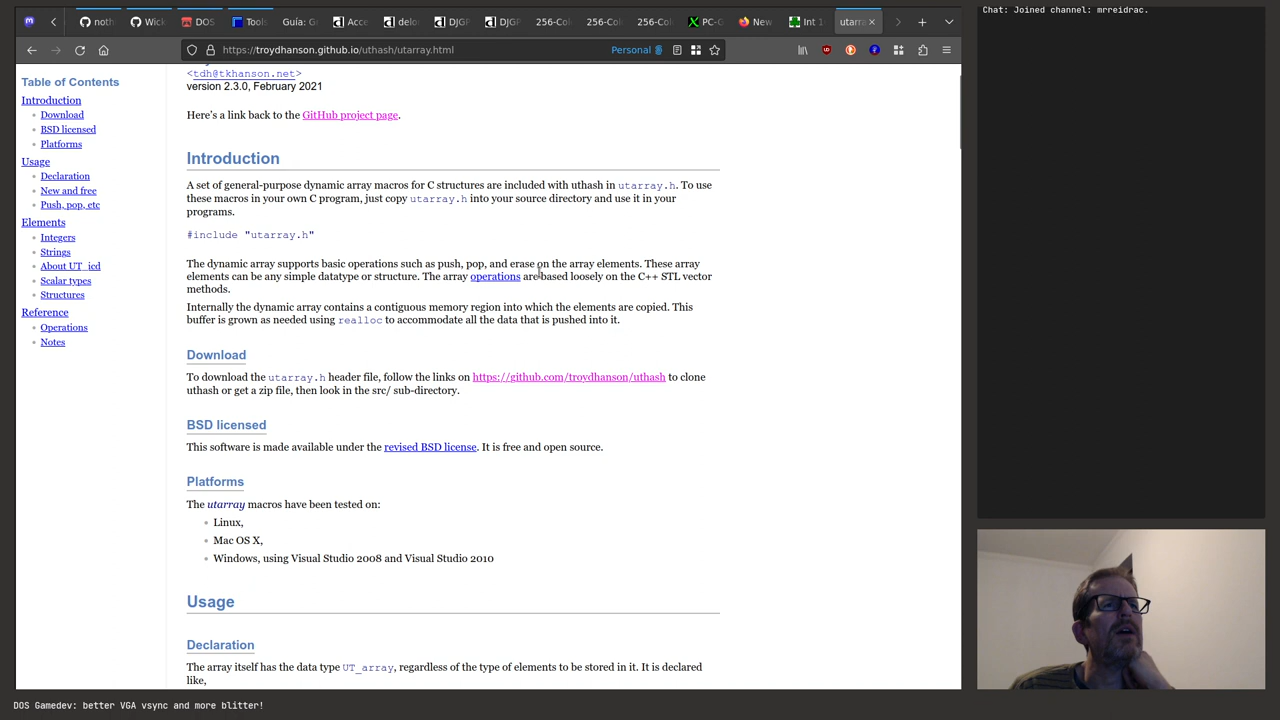 noth
Wick
DOS
Tools
Guía: G
Acce
delo
DJGP
DJGP
256-Col
256-Col
256-Col
PC-G
New
Int 1
utarr
https://troydhanson.github.io/uthash/utarray.html
Personal
Chat: Joined channel: mrreidrac.
Table of Contents
Introduction
Download
BSD licensed
Platforms
Usage
Declaration
New and free
Push, pop, etc
Elements
Integers
Strings
About UT_icd
Scalar types
Structures
Reference
Operations
Notes
<tdh@tkhanson.net>
version 2.3.0, February 2021
Here's a link back to the GitHub project page.
Introduction
A set of general-purpose dynamic array macros for C structures are included with uthash in utarray.h. To use
these macros in your own C program, just copy utarray.h into your source directory and use it in your
programs.
#include "utarray.h"
The dynamic array supports basic operations such as push, pop, and erase on the array elements. These array
elements can be any simple datatype or structure. The array operations are based loosely on the C++ STL vector
methods.
Internally the dynamic array contains a contiguous memory region into which the elements are copied. This
buffer is grown as needed using realloc to accommodate all the data that is pushed into it.
Download
To download the utarray.h header file, follow the links on https://github.com/troydhanson/uthash to clone
uthash or get a zip file, then look in the src/ sub-directory.
BSD licensed
This software is made available under the revised BSD license. It is free and open source.
Platforms
The utarray macros have been tested on:
Linux,
Mac OS X,
Windows, using Visual Studio 2008 and Visual Studio 2010
Usage
Declaration
The array itself has the data type UT_array, regardless of the type of elements to be stored in it. It is declared
like,
DOS Gamedev: better VGA vsync and more blitter!